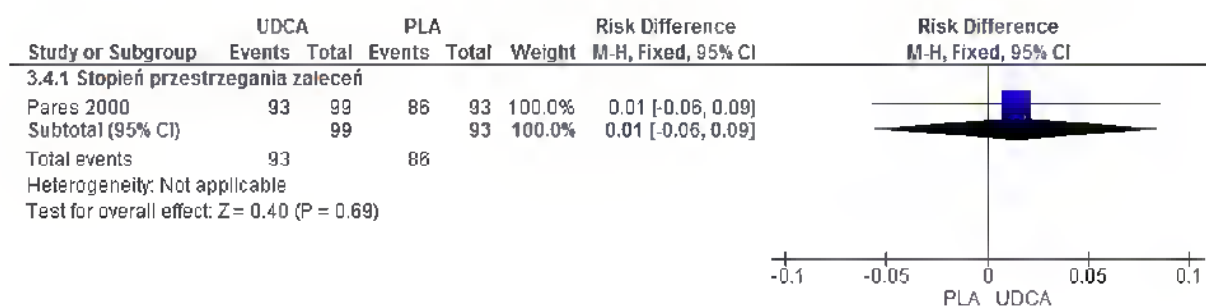 UDCA PLA Risk Difference Risk Difference
Study or Subgroup Events Total Events Total Weight M-H, Fixed, 95% CI M-H, Fixed, 95% CI
3.4.1 Stopień przestrzegania zaleceń
Pares 2000 93 99 86 93 100.0% 0.01 [-0.06, 0.09]
Subtotal (95% CI) 99 93 100.0% 0.01 [-0.06, 0.09]
Total events 93 86
Heterogeneity: Not applicable
Test for overall effect: Z = 0.40 (P = 0.69)
-0.1 -0.05 0 0.05 0.1
PLA UDCA